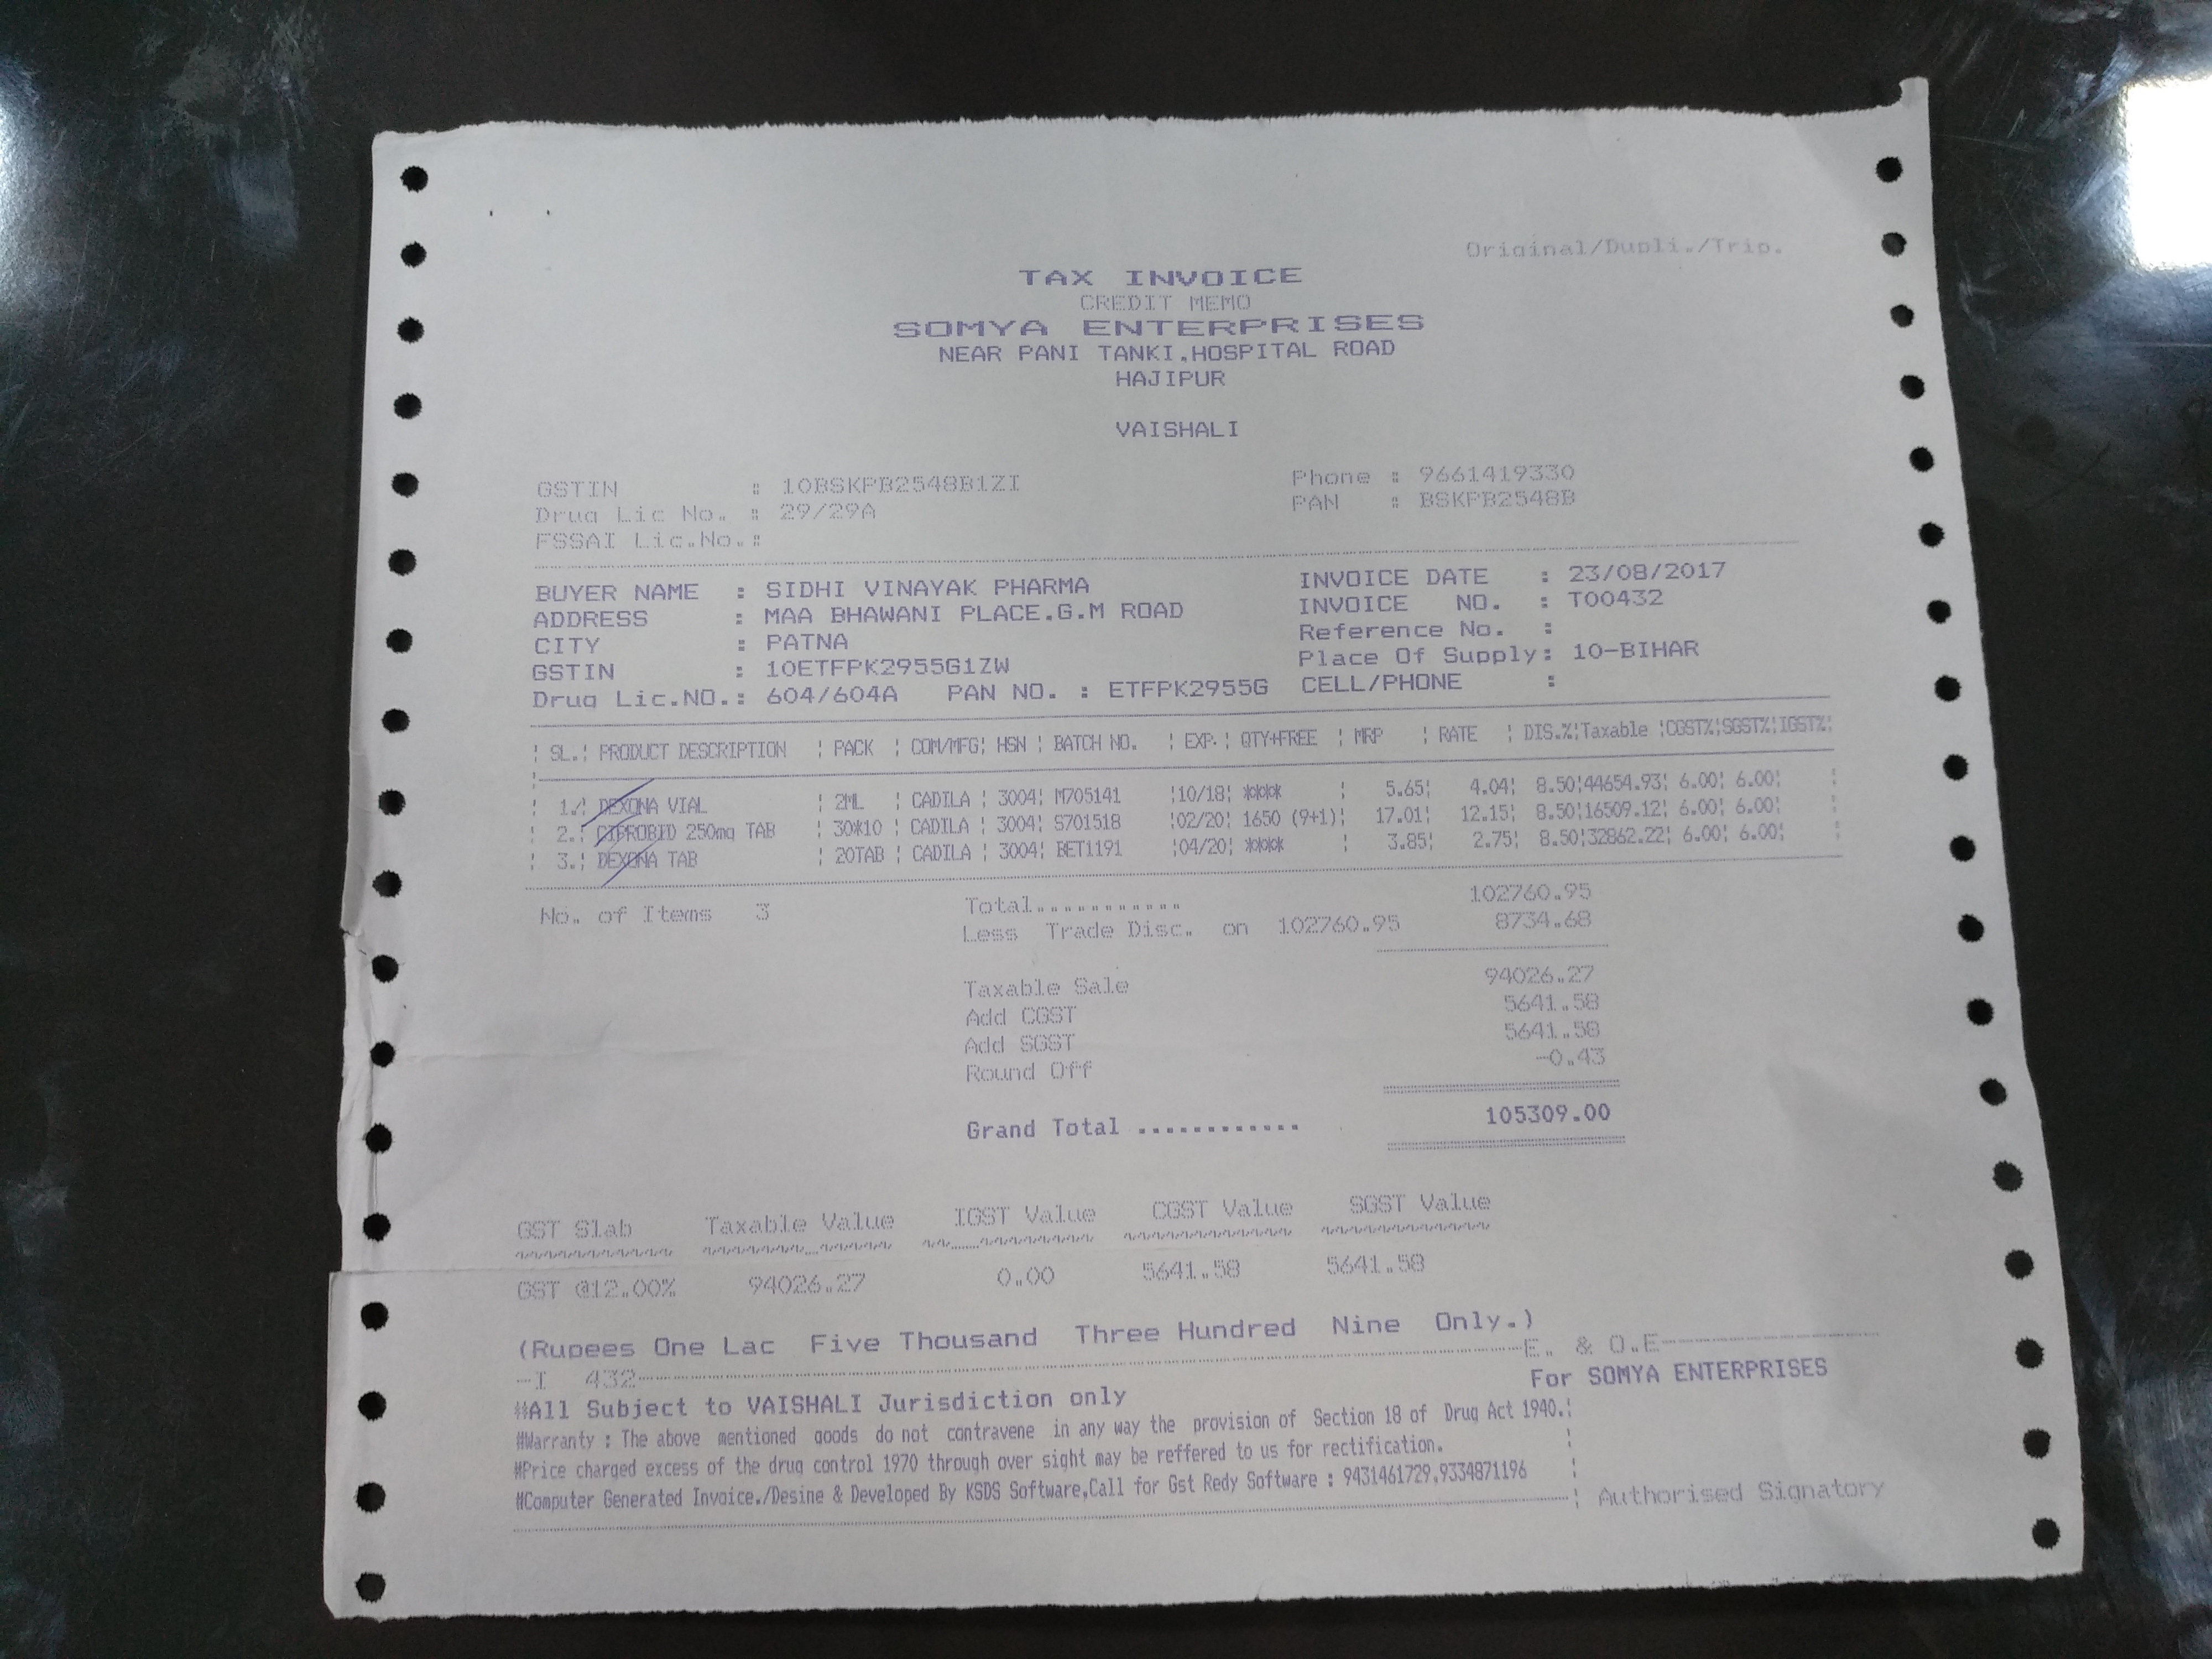 Original/Dupli./Trip.
TAX INVOICE
CREDIT MEMO
SOMYA ENTERPRISES
NEAR PANI TANKI.HOSPITAL ROAD
HAJIPUR
VAISHALI
GSTIN : 10BSKPB2548B1ZI Phone : 9661419330
Drug Lic No. : 29/29A PAN : BSKPB2548B
FSSAI Lic.No.:
BUYER NAME : SIDHI VINAYAK PHARMA INVOICE DATE : 23/08/2017
ADDRESS : MAA BHAWANI PLACE.G.M ROAD INVOICE NO. : T00432
CITY : PATNA Reference No. :
GSTIN : 10ETFPK2955G1ZW Place Of Supply: 10-BIHAR
Drug Lic.NO.: 604/604A PAN NO. : ETFPK2955G CELL/PHONE :
SL. PRODUCT DESCRIPTION PACK COM/MFG HSN BATCH NO. EXP. QTY+FREE MRP RATE DIS.% Taxable CGST% SGST% IGST%
1. DEXONA VIAL 2ML CADILA 3004 M705141 10/18 **** 5.65 4.04 8.50 44654.93 6.00 6.00
2. CIPROBID 250mg TAB 30*10 CADILA 3004 S701518 02/20 1650 (9+1) 17.01 12.15 8.50 16509.12 6.00 6.00
3. DEXONA TAB 20TAB CADILA 3004 BET1191 04/20 **** 3.85 2.75 8.50 32862.22 6.00 6.00
No. of Items 3 Total........... 102760.95
Less Trade Disc. on 102760.95 8734.68
Taxable Sale 94026.27
Add CGST 5641.58
Add SGST 5641.58
Round Off -0.43
Grand Total ............ 105309.00
GST Slab Taxable Value IGST Value CGST Value SGST Value
GST @12.00% 94026.27 0.00 5641.58 5641.58
(Rupees One Lac Five Thousand Three Hundred Nine Only.)
-I 432 E. & O.E
#All Subject to VAISHALI Jurisdiction only For SOMYA ENTERPRISES
#Warranty : The above mentioned goods do not contravene in any way the provision of Section 18 of Drug Act 1940.
#Price charged excess of the drug control 1970 through over sight may be reffered to us for rectification.
#Computer Generated Invoice./Desine & Developed By KSDS Software,Call for Gst Redy Software : 9431461729,9334871196
Authorised Signatory